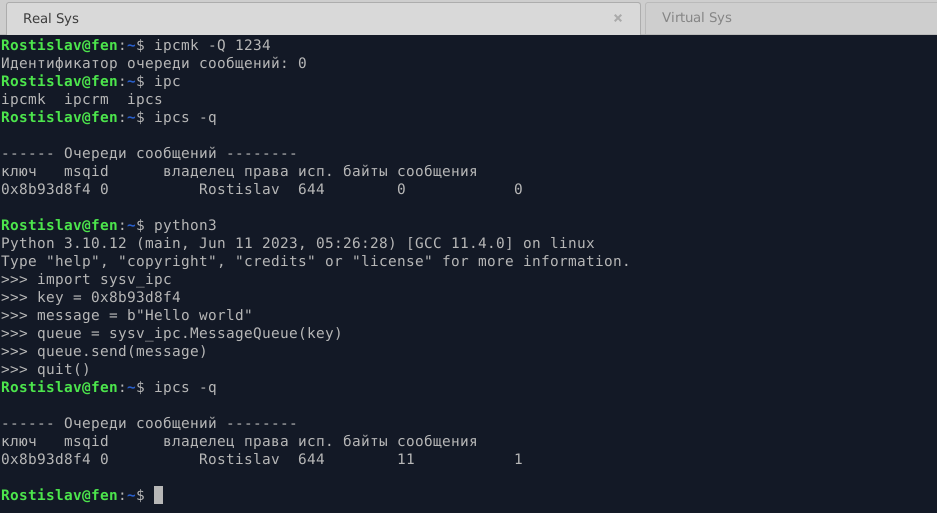 Real Sys × Virtual Sys
Rostislav@fen:~$ ipcmk -Q 1234
Идентификатор очереди сообщений: 0
Rostislav@fen:~$ ipc
ipcmk  ipcrm  ipcs
Rostislav@fen:~$ ipcs -q
------ Очереди сообщений --------
ключ   msqid      владелец права исп. байты сообщения
0x8b93d8f4 0          Rostislav  644        0            0
Rostislav@fen:~$ python3
Python 3.10.12 (main, Jun 11 2023, 05:26:28) [GCC 11.4.0] on linux
Type "help", "copyright", "credits" or "license" for more information.
>>> import sysv_ipc
>>> key = 0x8b93d8f4
>>> message = b"Hello world"
>>> queue = sysv_ipc.MessageQueue(key)
>>> queue.send(message)
>>> quit()
Rostislav@fen:~$ ipcs -q
------ Очереди сообщений --------
ключ   msqid      владелец права исп. байты сообщения
0x8b93d8f4 0          Rostislav  644        11           1
Rostislav@fen:~$